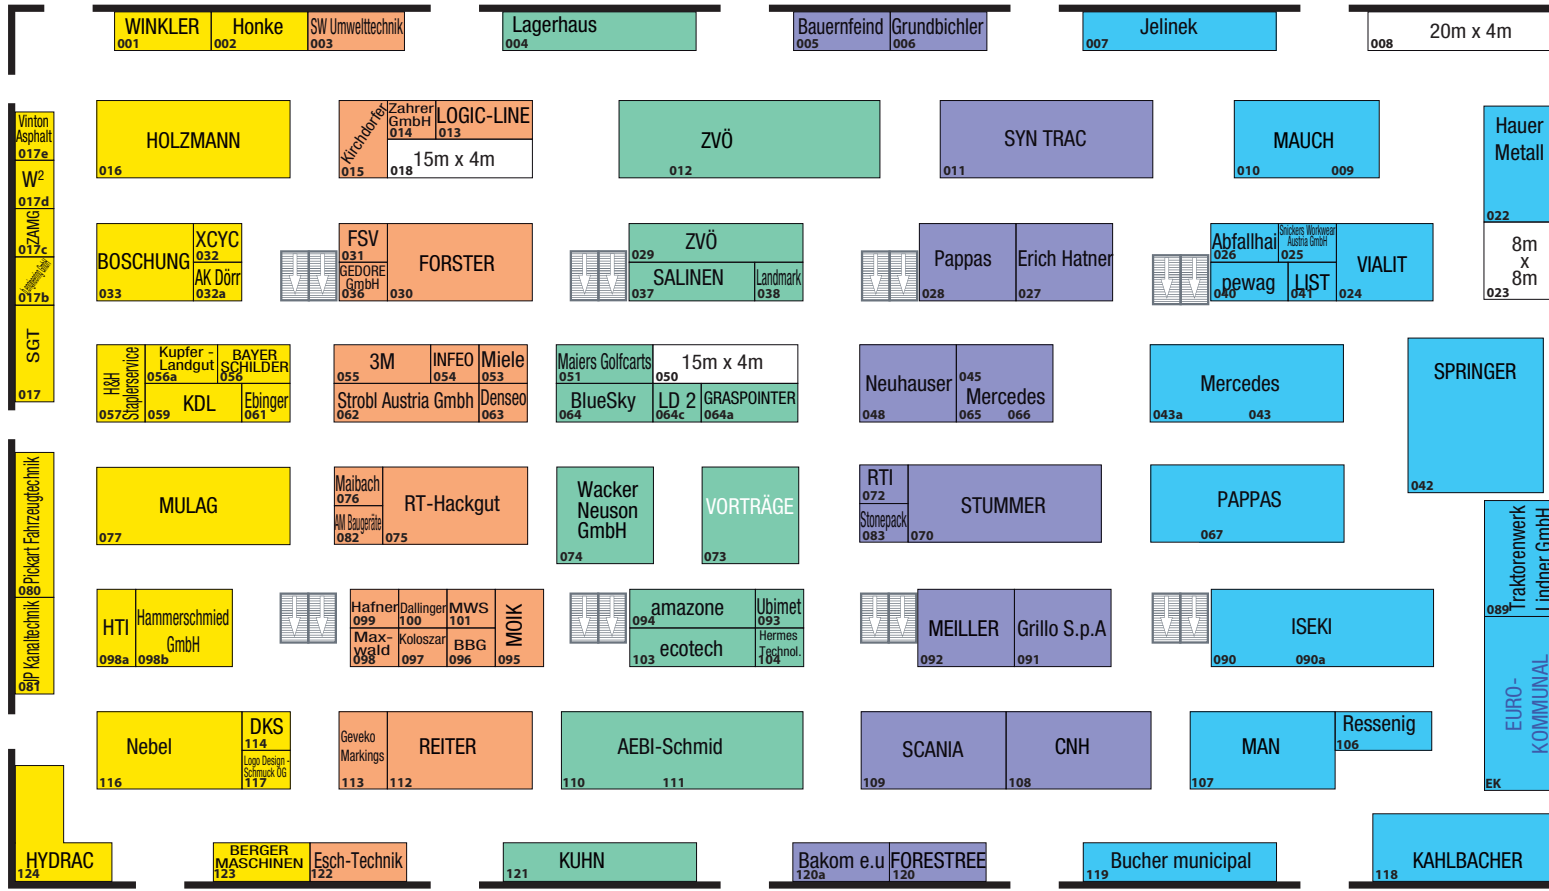 WINKLER
001
Honke
002
SW Umwelttechnik
003
Lagerhaus
004
Bauernfeind
005
Grundbichler
006
Jelinek
007
20m x 4m
008
Vinton
Asphalt
017e
W²
017d
ZAMG
017c
017b
SGT
017
HOLZMANN
016
Kirchdorfer
015
Zahrer
GmbH
014
LOGIC-LINE
013
15m x 4m
018
ZVÖ
012
SYN TRAC
011
MAUCH
010
009
Hauer
Metall
022
8m
x
8m
023
BOSCHUNG
033
XCYC
032
AK Dörr
032a
FSV
031
GEDORE
GmbH
036
FORSTER
030
ZVÖ
029
SALINEN
037
Landmark
038
Pappas
028
Erich Hatner
027
Abfallhai
026
Snickers Workwear
Austria GmbH
025
pewag
040
LIST
041
VIALIT
024
H&H
Staplerservice
057
Kupfer -
Landgut
056a
BAYER
SCHILDER
056
KDL
059
Ebinger
061
3M
055
INFEO
054
Miele
053
Strobl Austria Gmbh
062
Denseo
063
Maiers Golfcarts
051
15m x 4m
050
BlueSky
064
LD 2
064c
GRASPOINTER
064a
Neuhauser
048
045
Mercedes
065
066
Mercedes
043a
043
SPRINGER
042
Pickart Fahrzeugtechnik
080
JP Kanaltechnik
081
MULAG
077
Maibach
076
AM Baugeräte
082
RT-Hackgut
075
Wacker
Neuson
GmbH
074
VORTRÄGE
073
RTI
072
Stonepack
083
STUMMER
070
PAPPAS
067
Traktorenwerk
Lindner GmbH
089
HTI
098a
Hammerschmied
GmbH
098b
Hafner
099
Dallinger
100
MWS
101
Max-
wald
098
Koloszar
097
BBG
096
MOIK
095
amazone
094
Ubimet
093
ecotech
103
Hermes
Technol.
104
MEILLER
092
Grillo S.p.A
091
ISEKI
090
090a
EURO-
KOMMUNAL
EK
Nebel
116
DKS
114
Logo Design -
Schmuck OG
117
Geveko
Markings
113
REITER
112
AEBI-Schmid
110
111
SCANIA
109
CNH
108
MAN
107
Ressenig
106
HYDRAC
124
BERGER
MASCHINEN
123
Esch-Technik
122
KUHN
121
Bakom e.u
120a
FORESTREE
120
Bucher municipal
119
KAHLBACHER
118